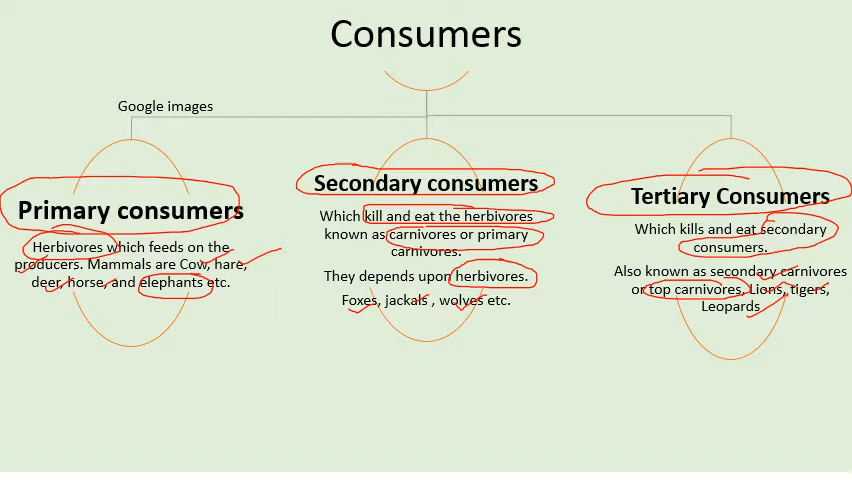 Consumers
Google images
Primary consumers
Herbivores which feeds on the
producers. Mammals are Cow, hare,
deer, horse, and elephants etc.
Secondary consumers
Which kill and eat the herbivores
known as carnivores or primary
carnivores.
They depends upon herbivores.
Foxes, jackals , wolves etc.
Tertiary Consumers
Which kills and eat secondary
consumers.
Also known as secondary carnivores
or top carnivores, Lions, tigers,
Leopards